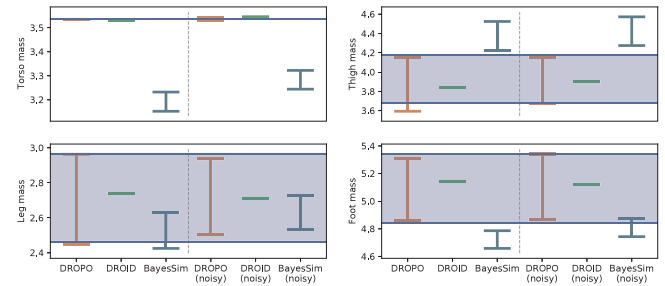 Torso mass
3,5
3,4
3,3
3,2
Thigh mass
4.6
4.4
4.2
4.0
3.8
3.6
Leg mass
3,0
2,8
2,6
2,4
DROPO DROID BayesSim DROPO DROID BayesSim
(noisy) (noisy) (noisy)
Foot mass
5.4
5.2
5.0
4.8
4.6
DROPO DROID BayesSim DROPO DROID BayesSim
(noisy) (noisy) (noisy)